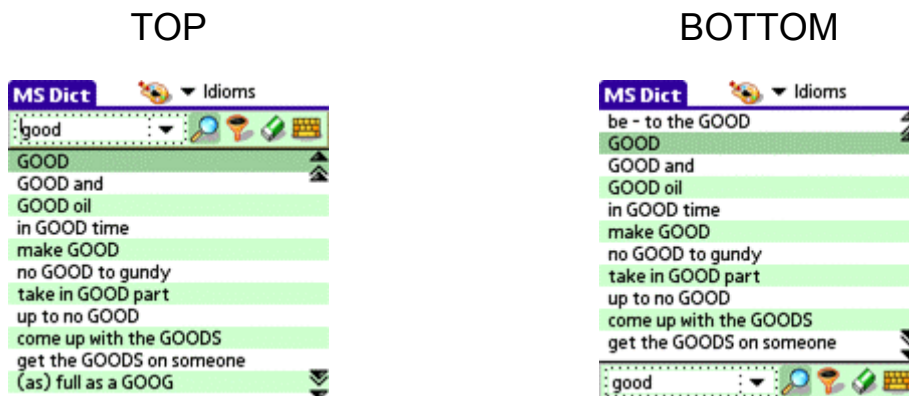 TOP
MS Dict Idioms
good
GOOD
GOOD and
GOOD oil
in GOOD time
make GOOD
no GOOD to gundy
take in GOOD part
up to no GOOD
come up with the GOODS
get the GOODS on someone
(as) full as a GOOG
BOTTOM
MS Dict Idioms
be - to the GOOD
GOOD
GOOD and
GOOD oil
in GOOD time
make GOOD
no GOOD to gundy
take in GOOD part
up to no GOOD
come up with the GOODS
get the GOODS on someone
good